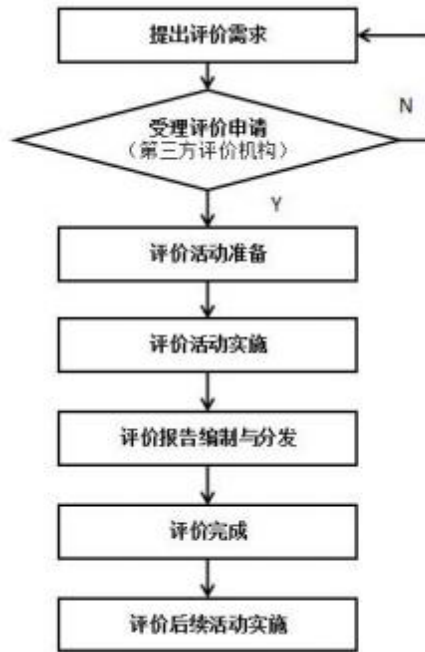 提出评价需求
N
受理评价申请
（第三方评价机构）
Y
评价活动准备
评价活动实施
评价报告编制与分发
评价完成
评价后续活动实施